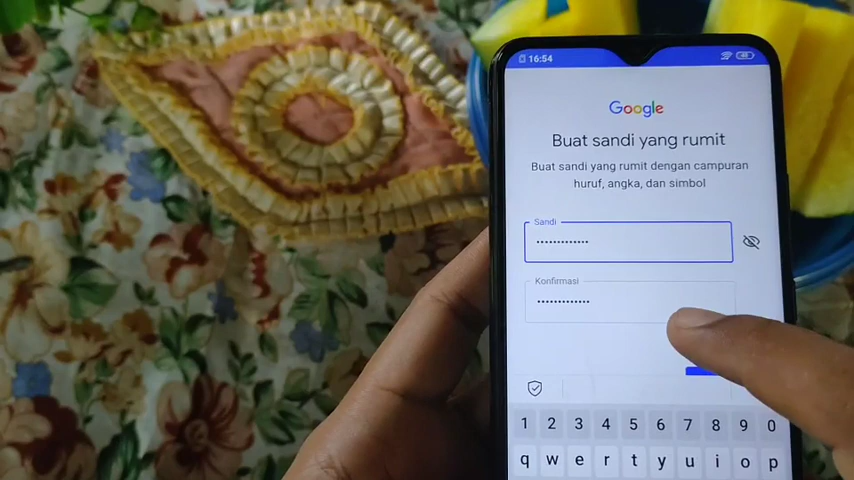 16:54
Google
Buat sandi yang rumit
Buat sandi yang rumit dengan campuran
huruf, angka, dan simbol
Sandi
•••••••••••••
Konfirmasi
•••••••••••••
1 2 3 4 5 6 7 8 9 0
q w e r t y u i o p